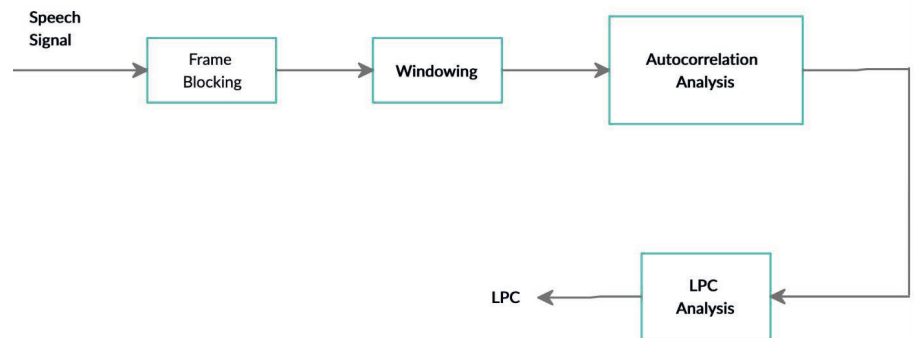 Speech
Signal
Frame
Blocking
Windowing
Autocorrelation
Analysis
LPC
Analysis
LPC